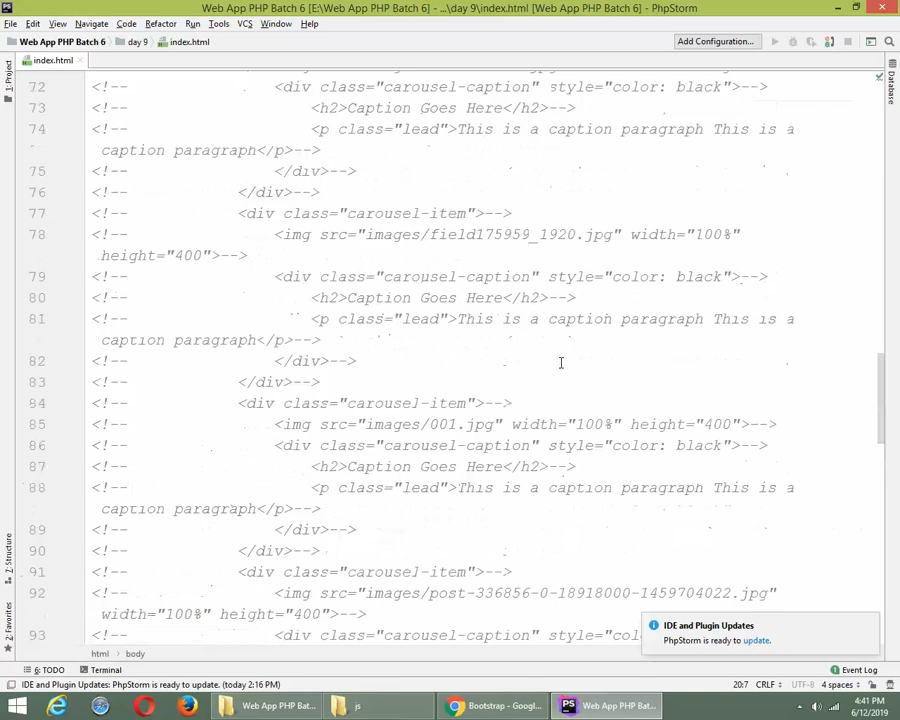 Web App PHP Batch 6 [E:\Web App PHP Batch 6] - ...\day 9\index.html [Web App PHP Batch 6] - PhpStorm
File Edit View Navigate Code Refactor Run Tools VCS Window Help
Web App PHP Batch 6 day 9 index.html Add Configuration...
index.html
1: Project
Database
72 <!-- <div class="carousel-caption" style="color: black">-->
73 <!-- <h2>Caption Goes Here</h2>-->
74 <!-- <p class="lead">This is a caption paragraph This is a
caption paragraph</p>-->
75 <!-- </div>-->
76 <!-- </div>-->
77 <!-- <div class="carousel-item">-->
78 <!-- <img src="images/field175959_1920.jpg" width="100%"
height="400">-->
79 <!-- <div class="carousel-caption" style="color: black">-->
80 <!-- <h2>Caption Goes Here</h2>-->
81 <!-- <p class="lead">This is a caption paragraph This is a
caption paragraph</p>-->
82 <!-- </div>-->
83 <!-- </div>-->
84 <!-- <div class="carousel-item">-->
85 <!-- <img src="images/001.jpg" width="100%" height="400">-->
86 <!-- <div class="carousel-caption" style="color: black">-->
87 <!-- <h2>Caption Goes Here</h2>-->
88 <!-- <p class="lead">This is a caption paragraph This is a
caption paragraph</p>-->
89 <!-- </div>-->
90 <!-- </div>-->
91 <!-- <div class="carousel-item">-->
92 <!-- <img src="images/post-336856-0-18918000-1459704022.jpg"
width="100%" height="400">-->
93 <!-- <div class="carousel-caption" style="col
7: Structure
2: Favorites
IDE and Plugin Updates
PhpStorm is ready to update.
html body
6: TODO Terminal Event Log
IDE and Plugin Updates: PhpStorm is ready to update. (today 2:16 PM) 20:7 CRLF UTF-8 4 spaces
Web App PHP Bat... js Bootstrap - Googl... Web App PHP Bat...
4:41 PM
6/12/2019